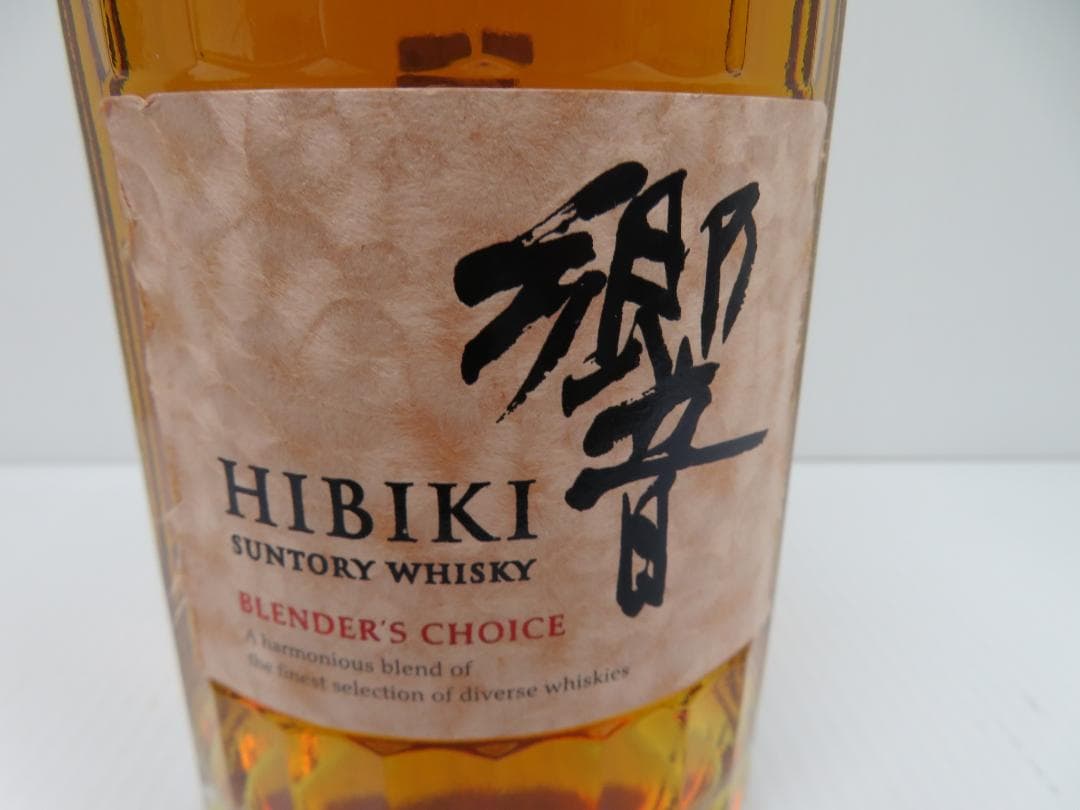 響
HIBIKI
SUNTORY WHISKY
BLENDER'S CHOICE
A harmonious blend of
the finest selection of diverse whiskies